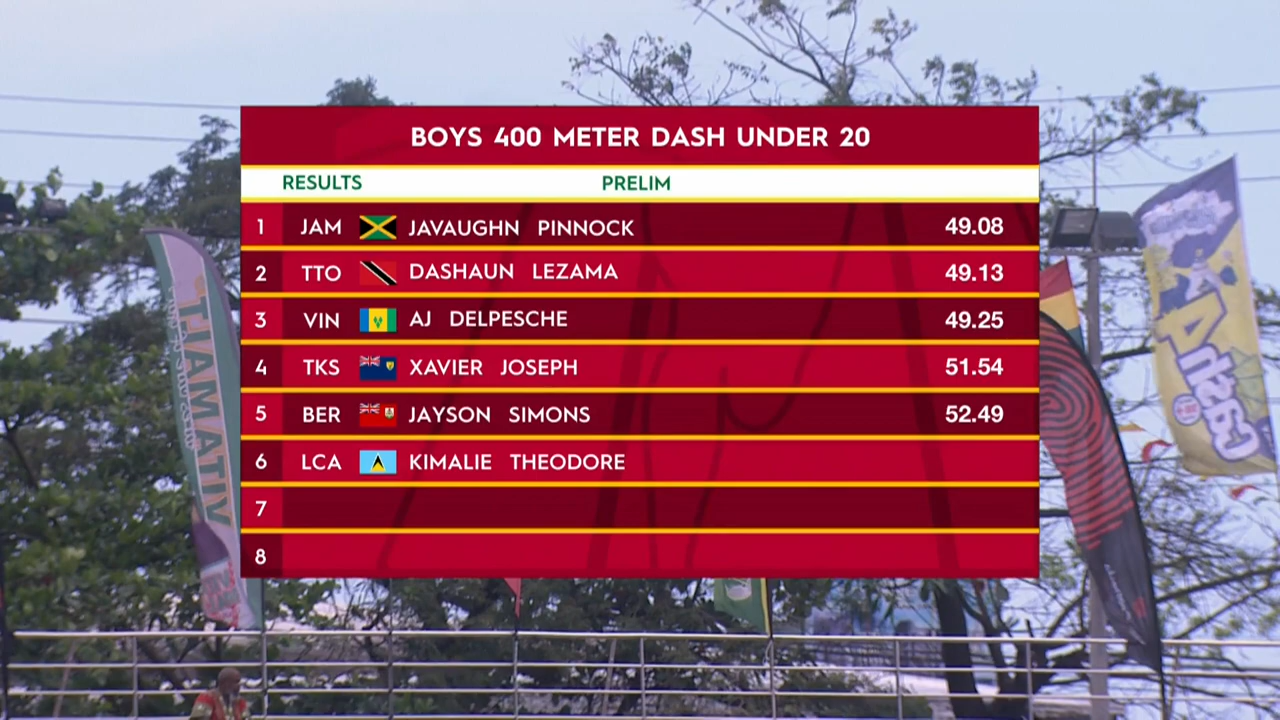 BOYS 400 METER DASH UNDER 20
RESULTS PRELIM
1 JAM JAVAUGHN PINNOCK 49.08
2 TTO DASHAUN LEZAMA 49.13
3 VIN AJ DELPESCHE 49.25
4 TKS XAVIER JOSEPH 51.54
5 BER JAYSON SIMONS 52.49
6 LCA KIMALIE THEODORE
7
8